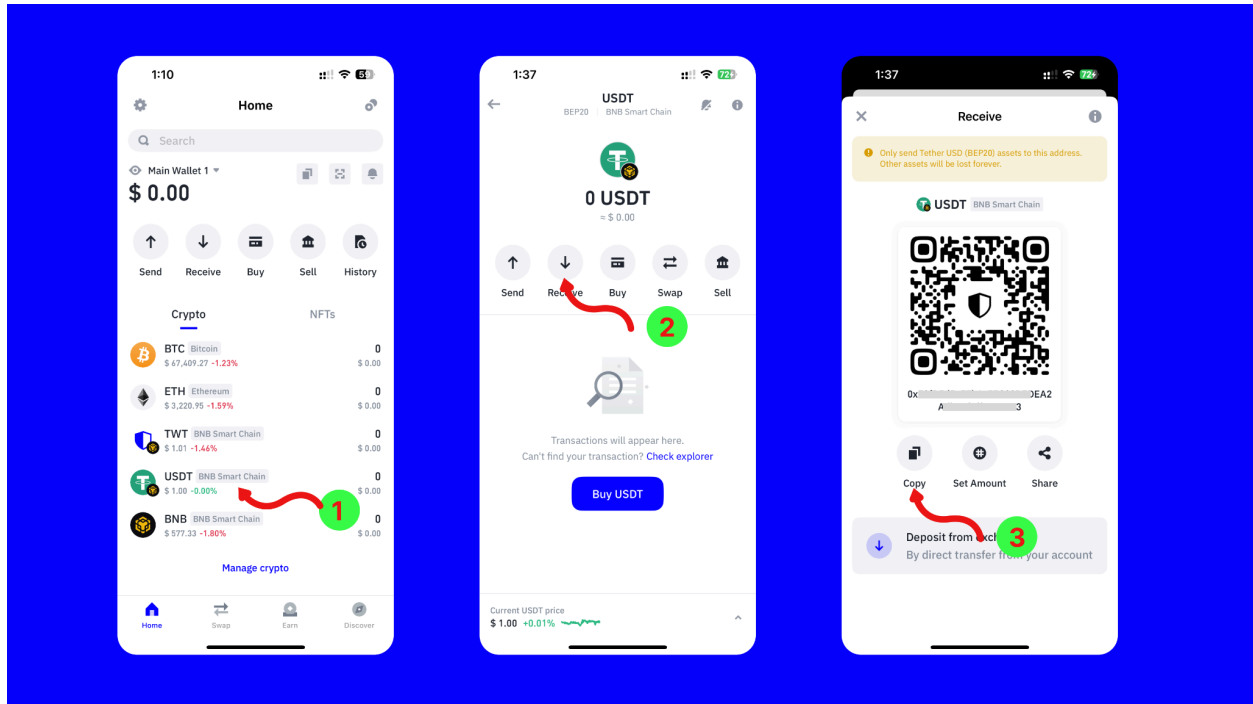 1:10
59
Home
Search
Main Wallet 1
$ 0.00
Send Receive Buy Sell History
Crypto NFTs
BTC Bitcoin 0
$ 67,409.27 -1.23% $ 0.00
ETH Ethereum 0
$ 3,220.95 -1.59% $ 0.00
TWT BNB Smart Chain 0
$ 1.01 -1.46% $ 0.00
USDT BNB Smart Chain 0
$ 1.00 -0.00% $ 0.00
1
BNB BNB Smart Chain 0
$ 577.33 -1.80% $ 0.00
Manage crypto
Home Swap Earn Discover
1:37
72
USDT
BEP20 BNB Smart Chain
0 USDT
≈ $ 0.00
Send Receive Buy Swap Sell
2
Transactions will appear here.
Can't find your transaction? Check explorer
Buy USDT
Current USDT price
$ 1.00 +0.01%
1:37
72
Receive
Only send Tether USD (BEP20) assets to this address.
Other assets will be lost forever.
USDT BNB Smart Chain
0x DEA2
A 3
Copy Set Amount Share
3
Deposit from
By direct transfer from your account